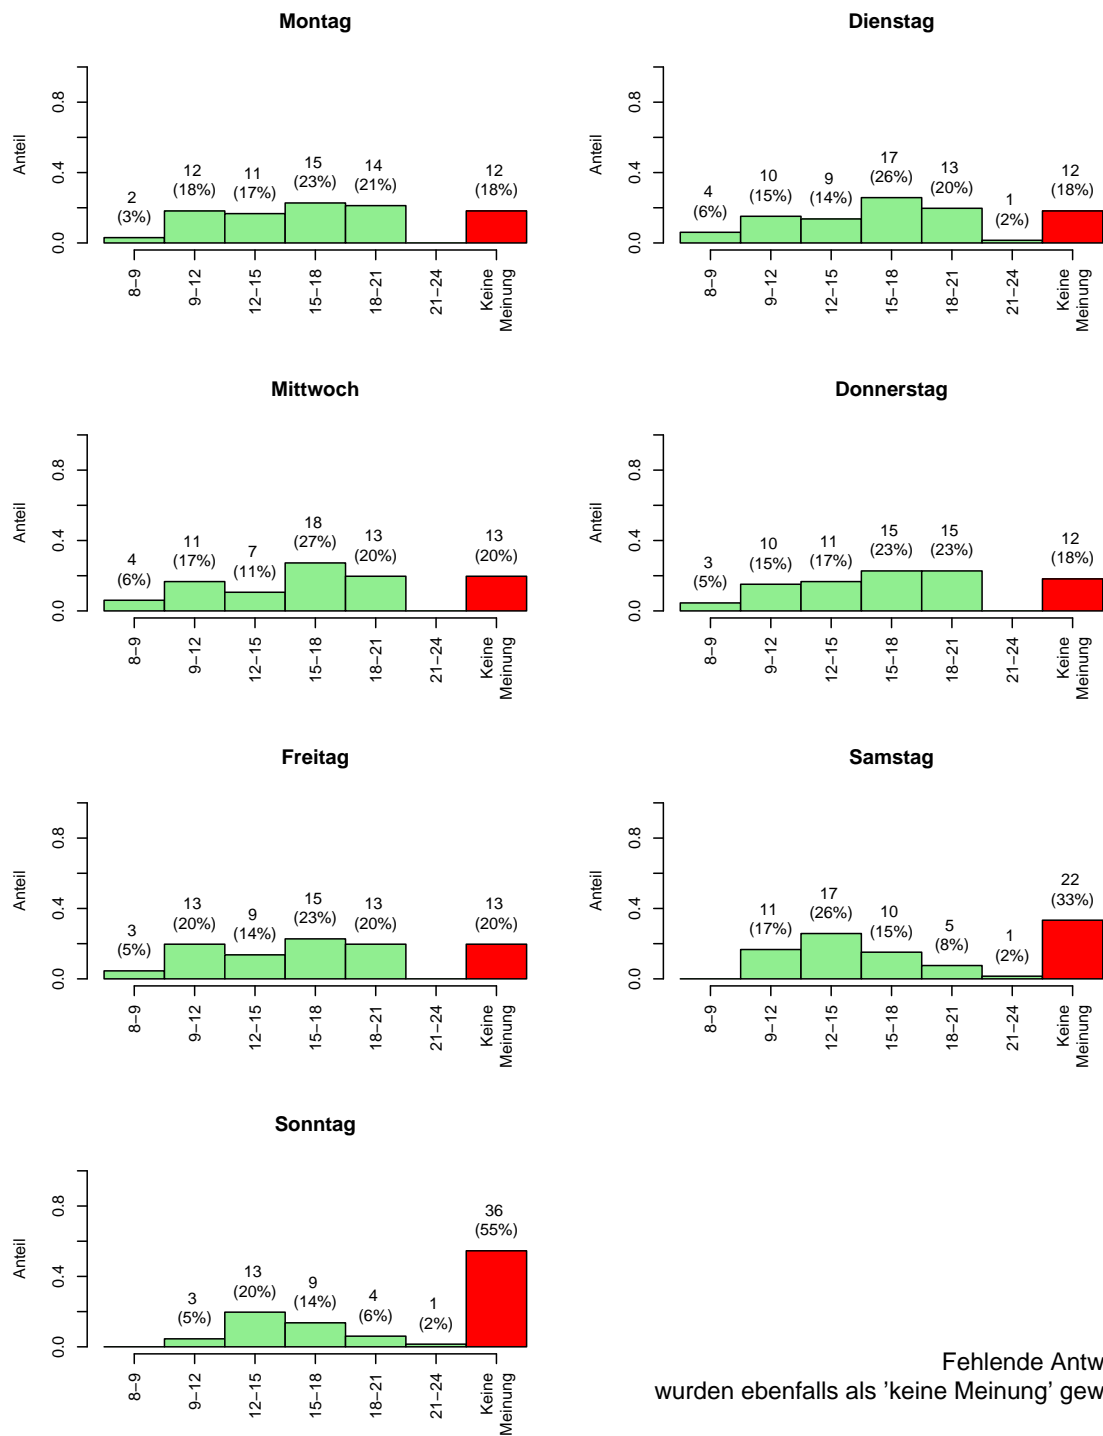 Montag
Anteil
0.0 0.4 0.8
2 (3%)
12 (18%)
11 (17%)
15 (23%)
14 (21%)
12 (18%)
8−9 9−12 12−15 15−18 18−21 21−24 Keine Meinung
Dienstag
Anteil
0.0 0.4 0.8
4 (6%)
10 (15%)
9 (14%)
17 (26%)
13 (20%)
1 (2%)
12 (18%)
8−9 9−12 12−15 15−18 18−21 21−24 Keine Meinung
Mittwoch
Anteil
0.0 0.4 0.8
4 (6%)
11 (17%)
7 (11%)
18 (27%)
13 (20%)
13 (20%)
8−9 9−12 12−15 15−18 18−21 21−24 Keine Meinung
Donnerstag
Anteil
0.0 0.4 0.8
3 (5%)
10 (15%)
11 (17%)
15 (23%)
15 (23%)
12 (18%)
8−9 9−12 12−15 15−18 18−21 21−24 Keine Meinung
Freitag
Anteil
0.0 0.4 0.8
3 (5%)
13 (20%)
9 (14%)
15 (23%)
13 (20%)
13 (20%)
8−9 9−12 12−15 15−18 18−21 21−24 Keine Meinung
Samstag
Anteil
0.0 0.4 0.8
11 (17%)
17 (26%)
10 (15%)
5 (8%)
1 (2%)
22 (33%)
8−9 9−12 12−15 15−18 18−21 21−24 Keine Meinung
Sonntag
Anteil
0.0 0.4 0.8
3 (5%)
13 (20%)
9 (14%)
4 (6%)
1 (2%)
36 (55%)
8−9 9−12 12−15 15−18 18−21 21−24 Keine Meinung
Fehlende Antw
wurden ebenfalls als ’keine Meinung’ gew